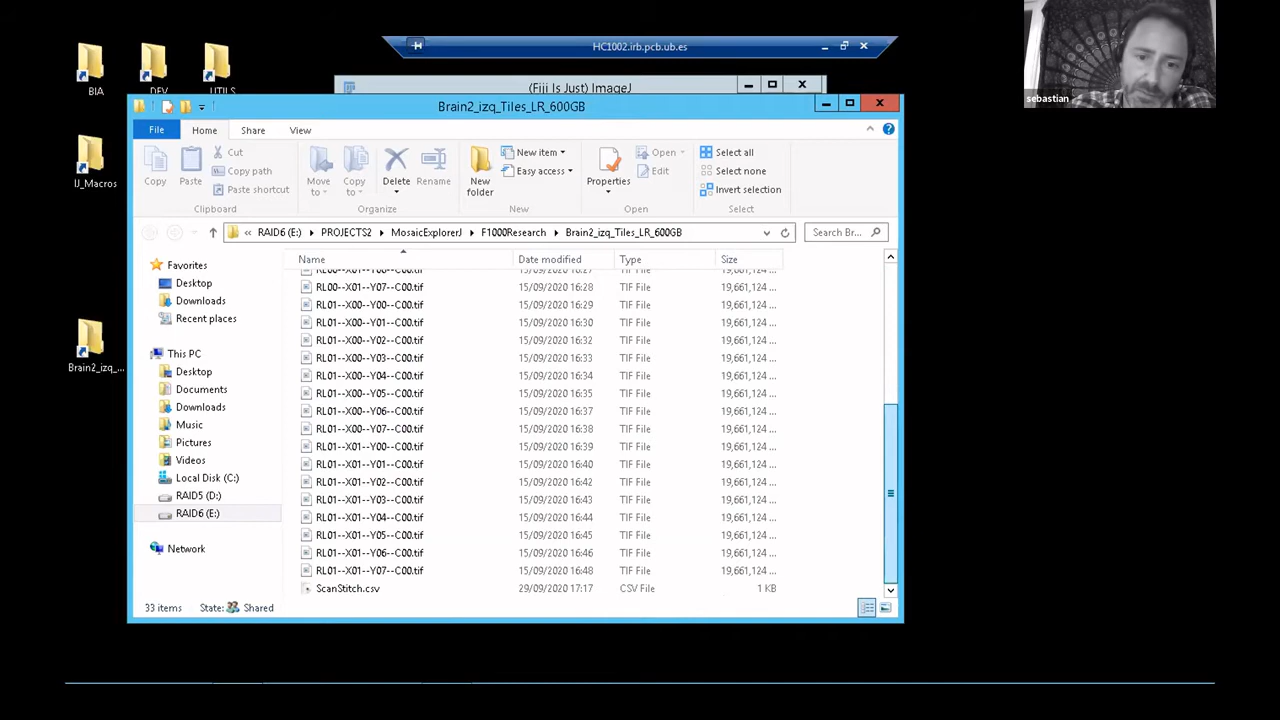 HC1002.irb.pcb.ub.es
sebastian
BIA
DEV
UTILS
IJ_Macros
Brain2_izq_...
(Fiji Is Just) ImageJ
Brain2_izq_Tiles_LR_600GB
File Home Share View
Copy
Paste
Cut
Copy path
Paste shortcut
Clipboard
Move to
Copy to
Delete
Rename
Organize
New folder
New item
Easy access
New
Properties
Open
Edit
Open
Select all
Select none
Invert selection
Select
« RAID6 (E:) PROJECTS2 MosaicExplorerJ F1000Research Brain2_izq_Tiles_LR_600GB
Search Br...
Favorites
Desktop
Downloads
Recent places
This PC
Desktop
Documents
Downloads
Music
Pictures
Videos
Local Disk (C:)
RAID5 (D:)
RAID6 (E:)
Network
Name Date modified Type Size
RL00--X01--Y06--C00.tif 15/09/2020 16:27 TIF File 19,661,124 ...
RL00--X01--Y07--C00.tif 15/09/2020 16:28 TIF File 19,661,124 ...
RL01--X00--Y00--C00.tif 15/09/2020 16:29 TIF File 19,661,124 ...
RL01--X00--Y01--C00.tif 15/09/2020 16:30 TIF File 19,661,124 ...
RL01--X00--Y02--C00.tif 15/09/2020 16:32 TIF File 19,661,124 ...
RL01--X00--Y03--C00.tif 15/09/2020 16:33 TIF File 19,661,124 ...
RL01--X00--Y04--C00.tif 15/09/2020 16:34 TIF File 19,661,124 ...
RL01--X00--Y05--C00.tif 15/09/2020 16:35 TIF File 19,661,124 ...
RL01--X00--Y06--C00.tif 15/09/2020 16:37 TIF File 19,661,124 ...
RL01--X00--Y07--C00.tif 15/09/2020 16:38 TIF File 19,661,124 ...
RL01--X01--Y00--C00.tif 15/09/2020 16:39 TIF File 19,661,124 ...
RL01--X01--Y01--C00.tif 15/09/2020 16:40 TIF File 19,661,124 ...
RL01--X01--Y02--C00.tif 15/09/2020 16:42 TIF File 19,661,124 ...
RL01--X01--Y03--C00.tif 15/09/2020 16:43 TIF File 19,661,124 ...
RL01--X01--Y04--C00.tif 15/09/2020 16:44 TIF File 19,661,124 ...
RL01--X01--Y05--C00.tif 15/09/2020 16:45 TIF File 19,661,124 ...
RL01--X01--Y06--C00.tif 15/09/2020 16:46 TIF File 19,661,124 ...
RL01--X01--Y07--C00.tif 15/09/2020 16:48 TIF File 19,661,124 ...
ScanStitch.csv 29/09/2020 17:17 CSV File 1 KB
33 items State: Shared